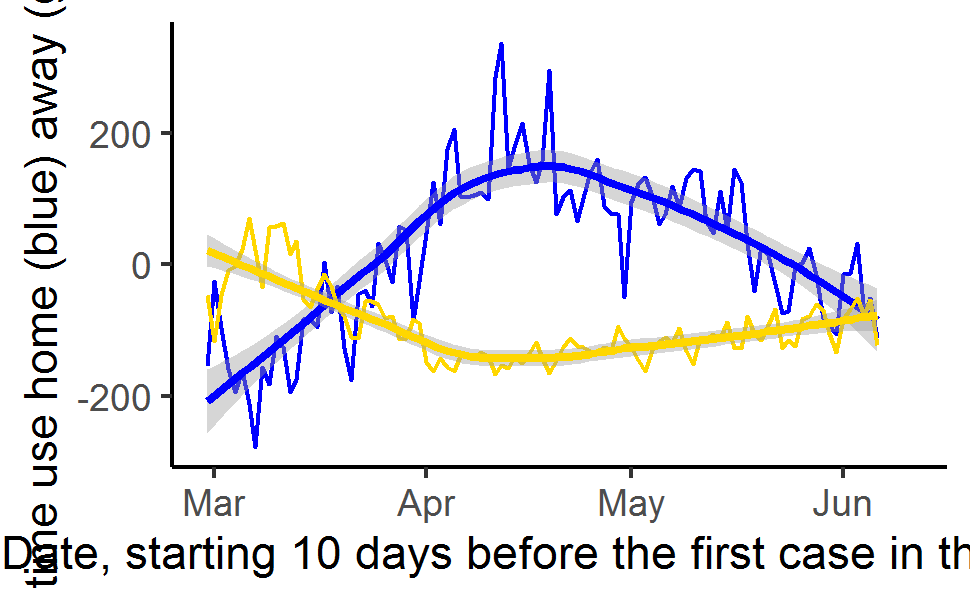 time use home (blue) away (
200
0
-200
Mar Apr May Jun
Date, starting 10 days before the first case in th